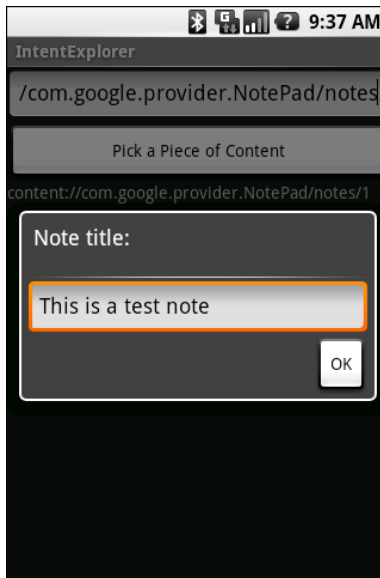 9:37 AM
IntentExplorer
/com.google.provider.NotePad/notes
Pick a Piece of Content
content://com.google.provider.NotePad/notes/1
Note title:
This is a test note
OK